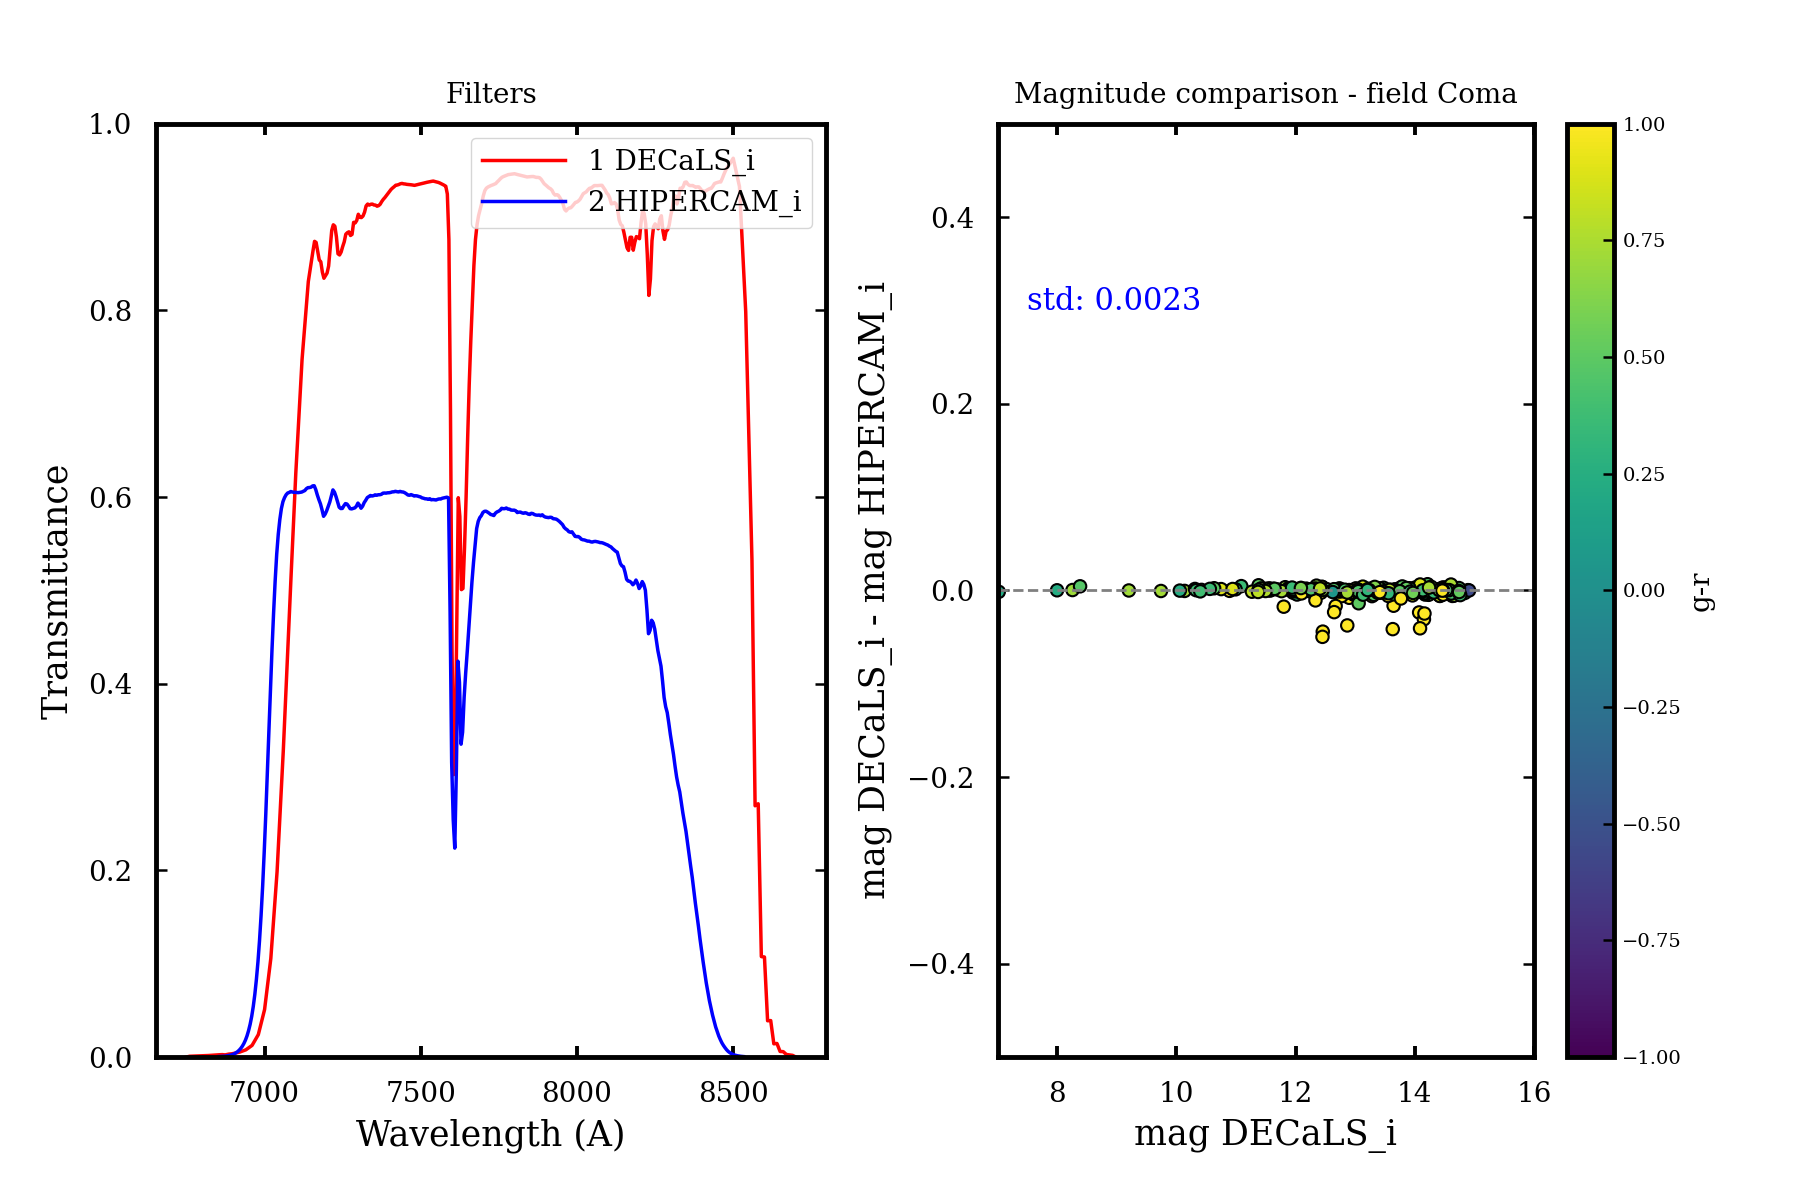 Filters
1.0
0.8
0.6
0.4
0.2
0.0
Transmittance
1 DECaLS_i
2 HIPERCAM_i
7000
7500
8000
8500
Wavelength (A)
Magnitude comparison - field Coma
mag DECaLS_i - mag HIPERCAM_i
0.4
0.2
0.0
−0.2
−0.4
std: 0.0023
8
10
12
14
16
mag DECaLS_i
1.00
0.75
0.50
0.25
0.00
−0.25
−0.50
−0.75
−1.00
g-r